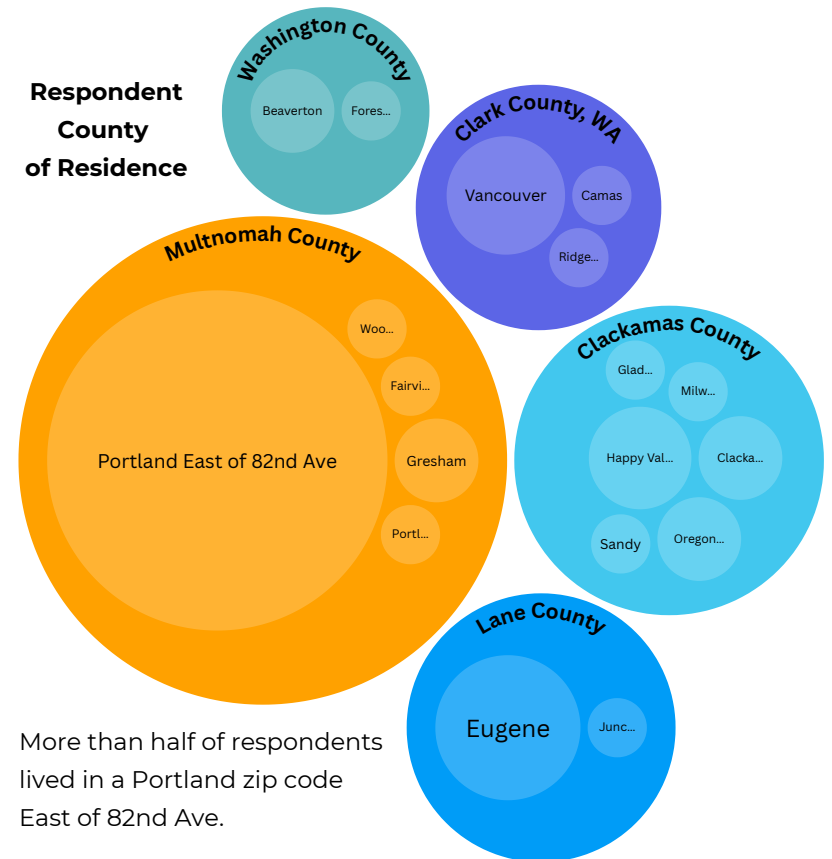 Respondent
County
of Residence
Washington County
Beaverton
Fores...
Clark County, WA
Vancouver
Camas
Ridge...
Multnomah County
Woo...
Fairvi...
Portland East of 82nd Ave
Gresham
Portl...
Clackamas County
Glad...
Milw...
Happy Val...
Clacka...
Sandy
Oregon...
Lane County
Eugene
Junc...
More than half of respondents
lived in a Portland zip code
East of 82nd Ave.